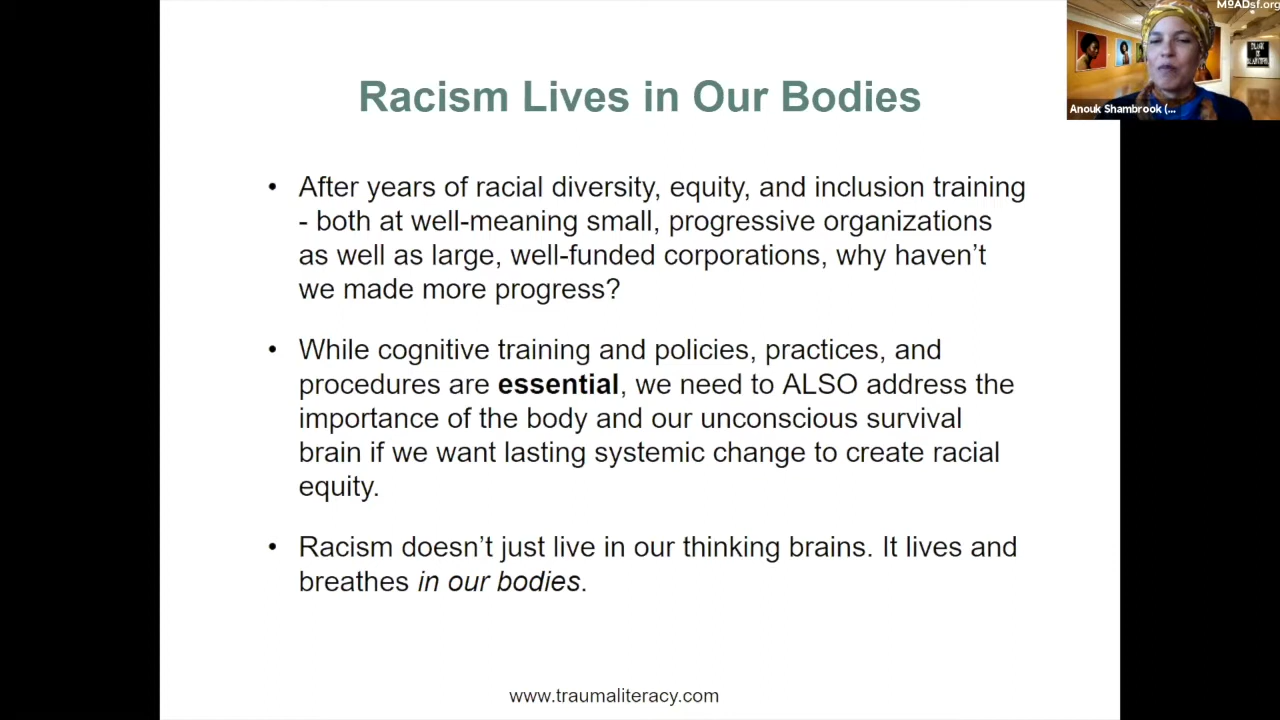 MoADsf.org
Anouk Shambrook (...
Racism Lives in Our Bodies
• After years of racial diversity, equity, and inclusion training
- both at well-meaning small, progressive organizations
as well as large, well-funded corporations, why haven’t
we made more progress?
• While cognitive training and policies, practices, and
procedures are essential, we need to ALSO address the
importance of the body and our unconscious survival
brain if we want lasting systemic change to create racial
equity.
• Racism doesn’t just live in our thinking brains. It lives and
breathes in our bodies.
www.traumaliteracy.com